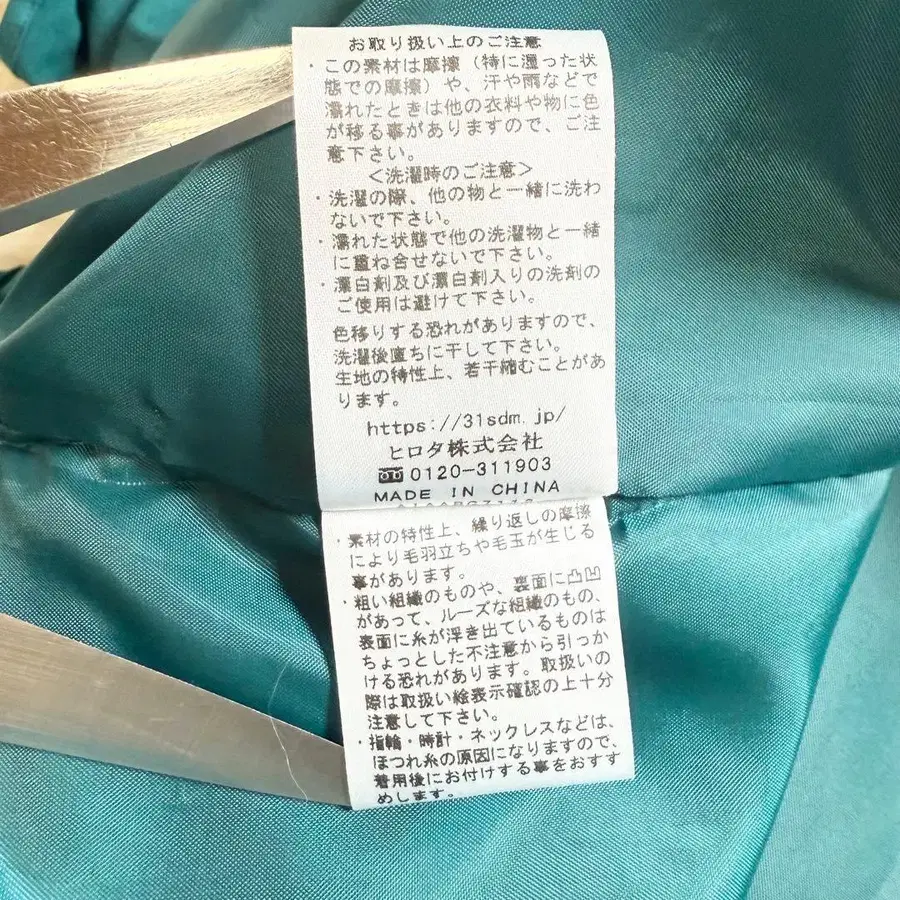 お取り扱い上のご注意
・この素材は摩擦（特に湿った状
態での摩擦）や、汗や雨などで
濡れたときは他の衣料や物に色
が移る事がありますので、ご注
意下さい。
＜洗濯時のご注意＞
・洗濯の際、他の物と一緒に洗わ
ないで下さい。
・濡れた状態で他の洗濯物と一緒
に重ね合せないで下さい。
・漂白剤及び漂白剤入りの洗剤の
ご使用は避けて下さい。
色移りする恐れがありますので、
洗濯後直ちに干して下さい。
生地の特性上、若干縮むことがあ
ります。
https://31sdm.jp/
ヒロタ株式会社
0120-311903
MADE IN CHINA
・素材の特性上、繰り返しの摩擦
により毛羽立ちや毛玉が生じる
事があります。
・粗い組織のものや、裏面に凸凹
があって、ルーズな組織のもの、
表面に糸が浮き出ているものは
ちょっとした不注意から引っか
ける恐れがあります。取扱いの
際は取扱い絵表示確認の上十分
注意して下さい。
・指輪・時計・ネックレスなどは、
ほつれ糸の原因になりますので、
着用後にお付けする事をおすす
めします。